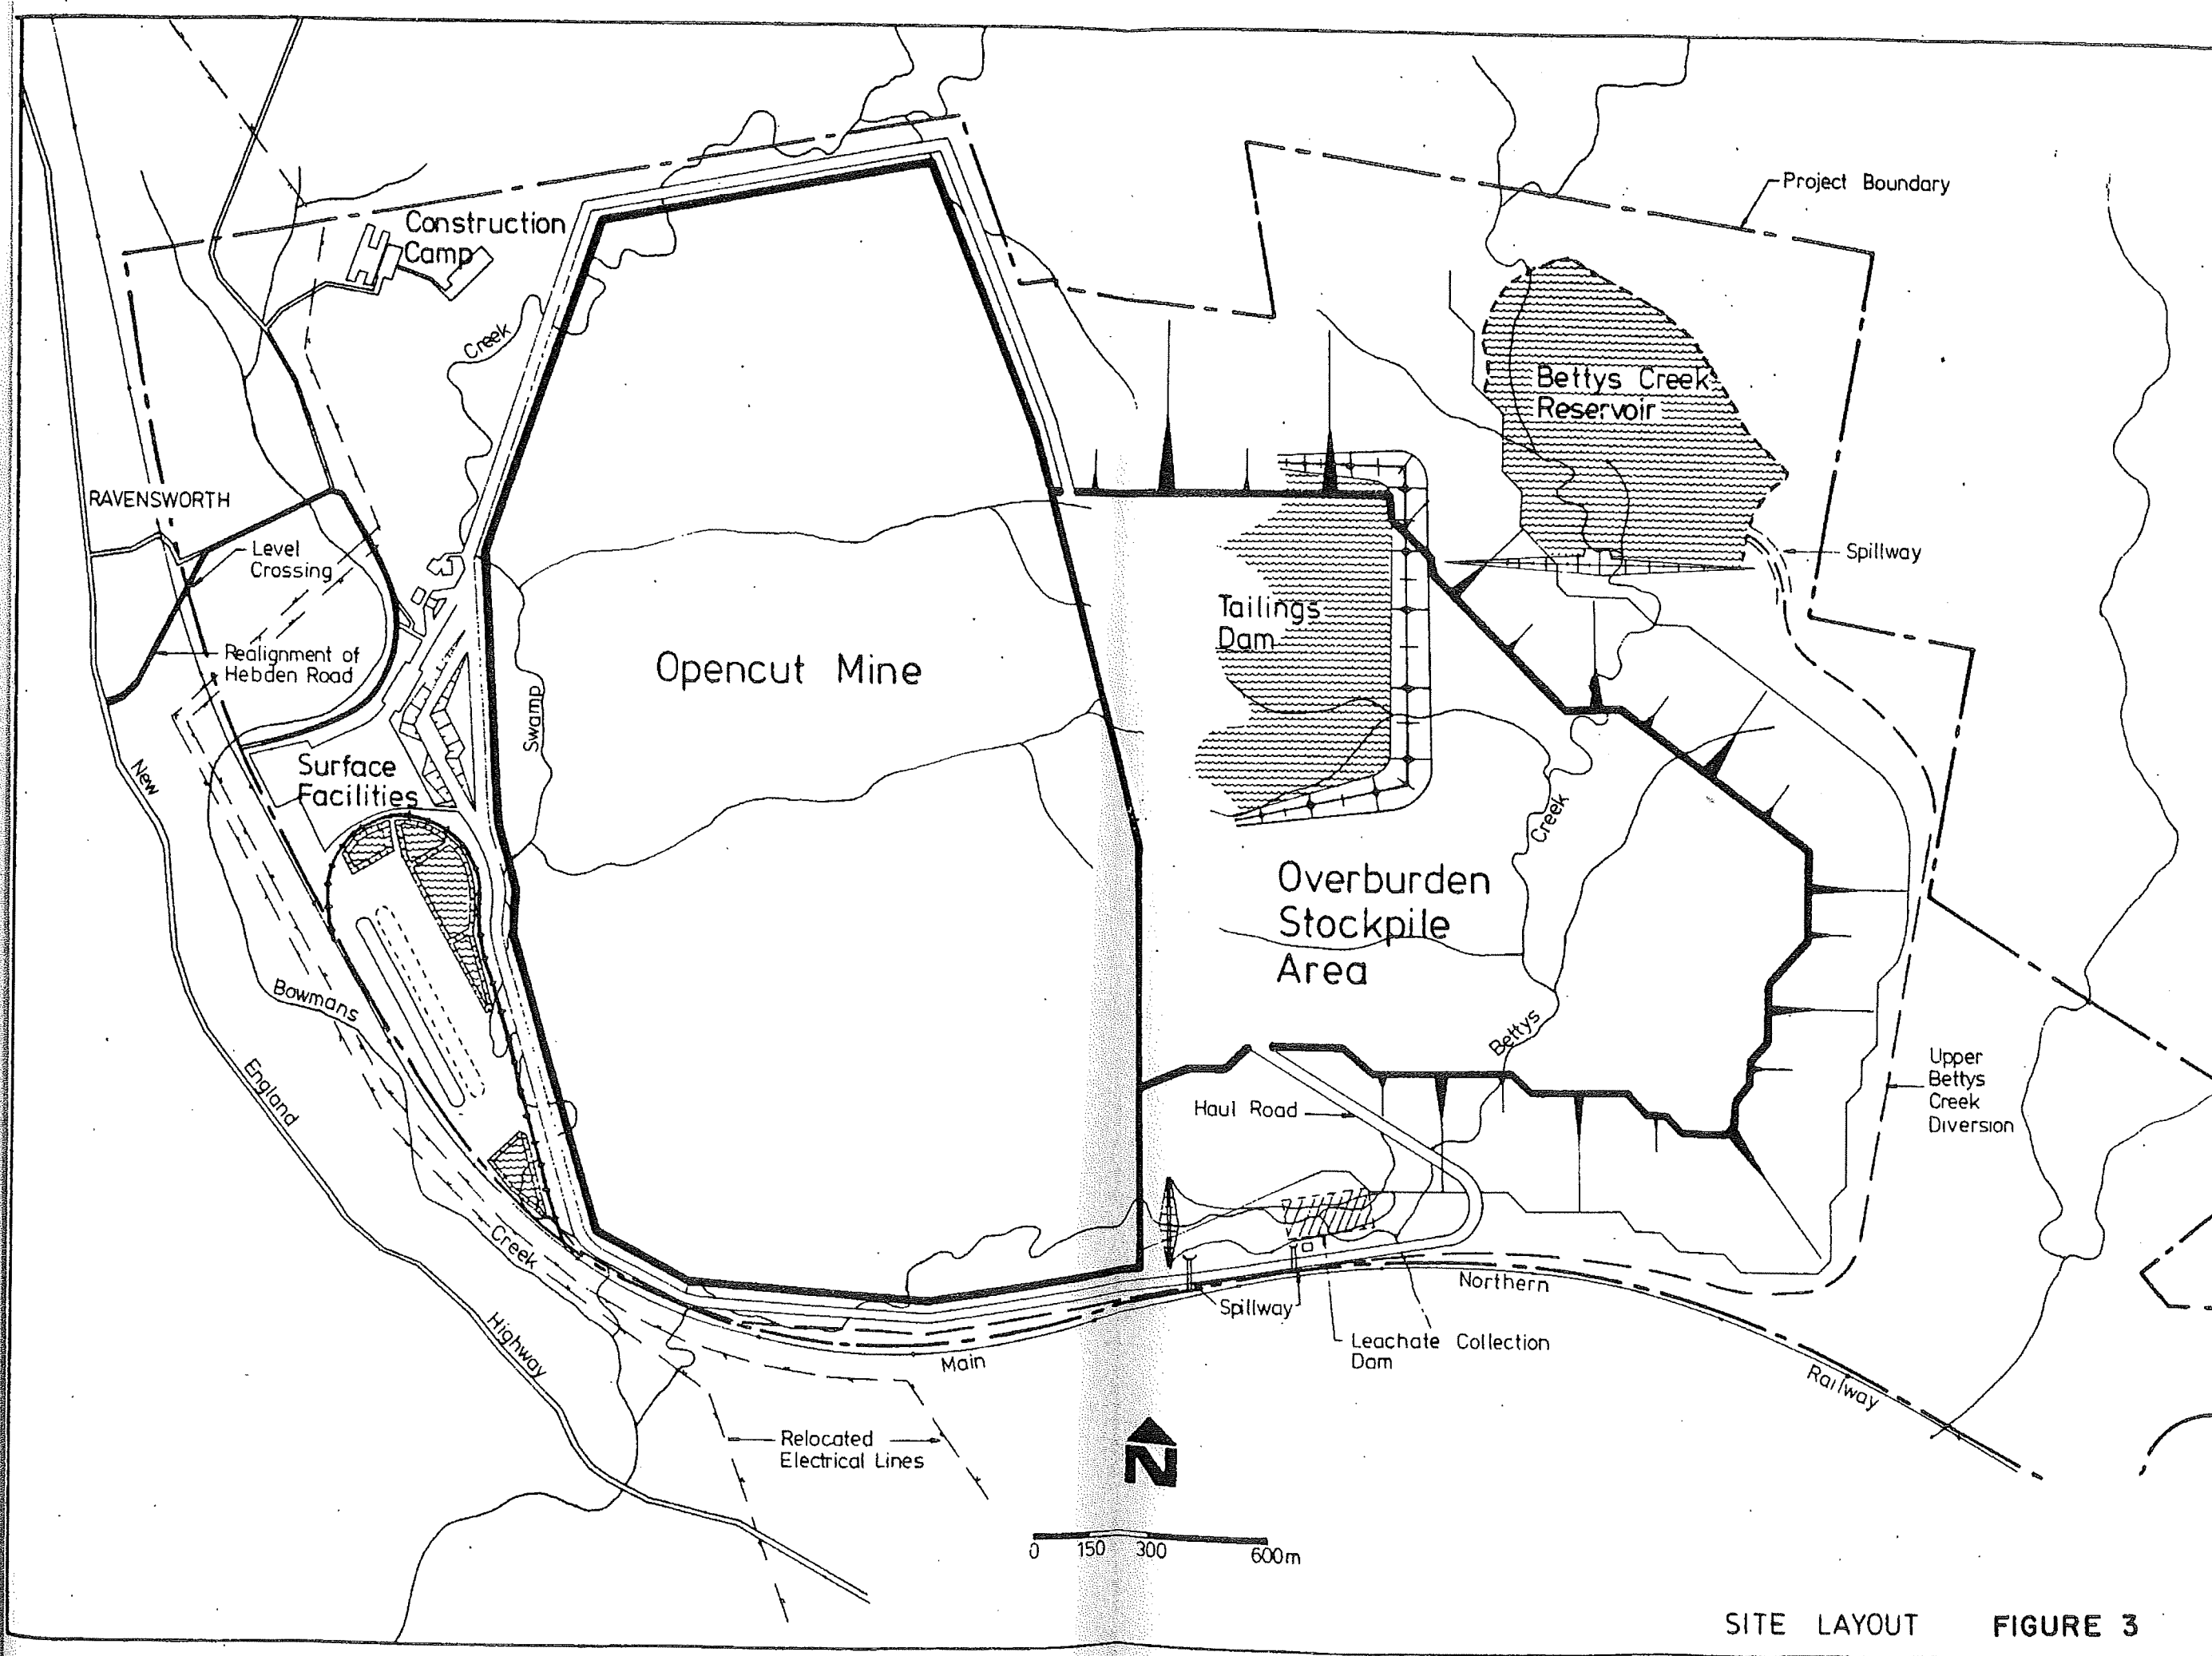 Project Boundary
Construction
Camp
Creek
Bettys Creek
Reservoir
RAVENSWORTH
Level
Crossing
Spillway
Tailings
Dam
Realignment of
Hebden Road
Opencut Mine
Swamp
New
Surface
Facilities
Creek
Overburden
Stockpile
Area
Bowmans
Bettys
England
Upper
Bettys
Creek
Diversion
Haul Road
Creek
Northern
Spillway
Highway
Leachate Collection
Dam
Main
Railway
Relocated
Electrical Lines
N
0 150 300 600m
SITE LAYOUT FIGURE 3